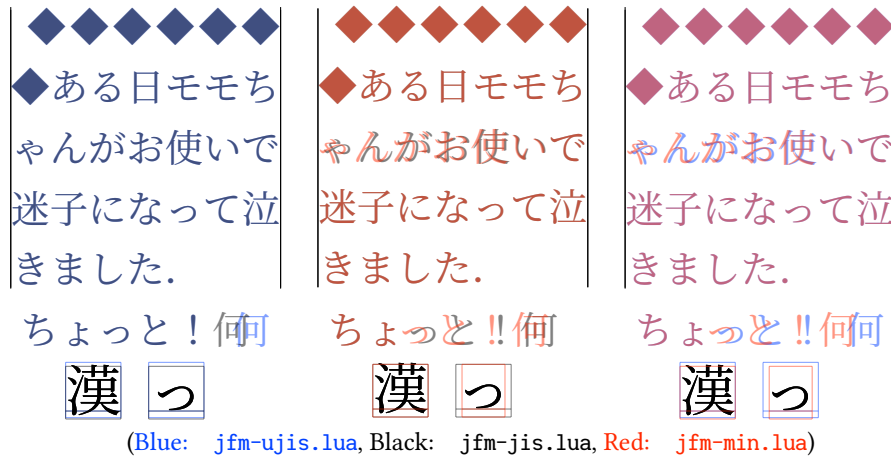 ◆◆◆◆◆◆
◆ある日モモち
ゃんがお使いで
迷子になって泣
きました.
ちょっと！何
漢 っ
◆◆◆◆◆◆
◆ある日モモち
ゃんがお使いで
迷子になって泣
きました.
ちょっと！何
漢 っ
◆◆◆◆◆◆
◆ある日モモち
ゃんがお使いで
迷子になって泣
きました.
ちょっと！何
漢 っ
(Blue: jfm-ujis.lua, Black: jfm-jis.lua, Red: jfm-min.lua)